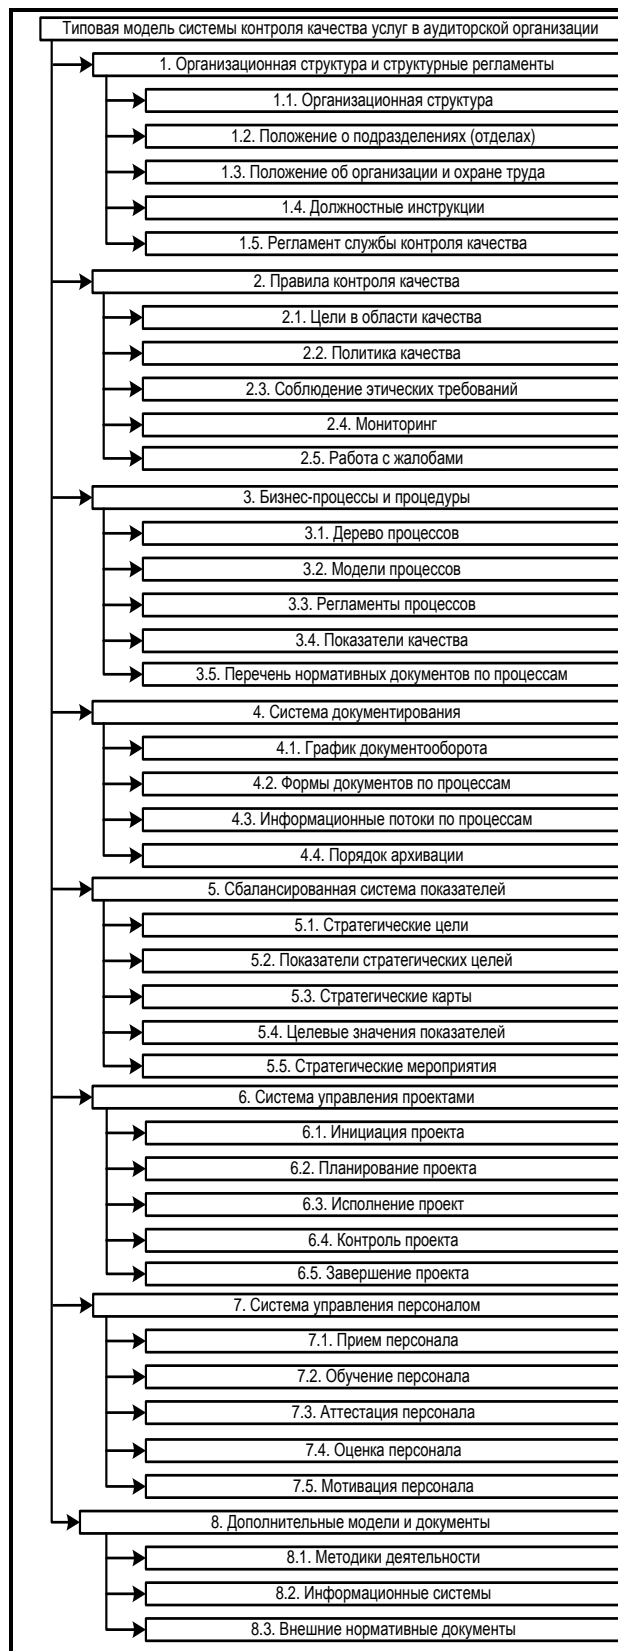 Типовая модель системы контроля качества услуг в аудиторской организации
1. Организационная структура и структурные регламенты
1.1. Организационная структура
1.2. Положение о подразделениях (отделах)
1.3. Положение об организации и охране труда
1.4. Должностные инструкции
1.5. Регламент службы контроля качества
2. Правила контроля качества
2.1. Цели в области качества
2.2. Политика качества
2.3. Соблюдение этических требований
2.4. Мониторинг
2.5. Работа с жалобами
3. Бизнес-процессы и процедуры
3.1. Дерево процессов
3.2. Модели процессов
3.3. Регламенты процессов
3.4. Показатели качества
3.5. Перечень нормативных документов по процессам
4. Система документирования
4.1. График документооборота
4.2. Формы документов по процессам
4.3. Информационные потоки по процессам
4.4. Порядок архивации
5. Сбалансированная система показателей
5.1. Стратегические цели
5.2. Показатели стратегических целей
5.3. Стратегические карты
5.4. Целевые значения показателей
5.5. Стратегические мероприятия
6. Система управления проектами
6.1. Инициация проекта
6.2. Планирование проекта
6.3. Исполнение проект
6.4. Контроль проекта
6.5. Завершение проекта
7. Система управления персоналом
7.1. Прием персонала
7.2. Обучение персонала
7.3. Аттестация персонала
7.4. Оценка персонала
7.5. Мотивация персонала
8. Дополнительные модели и документы
8.1. Методики деятельности
8.2. Информационные системы
8.3. Внешние нормативные документы